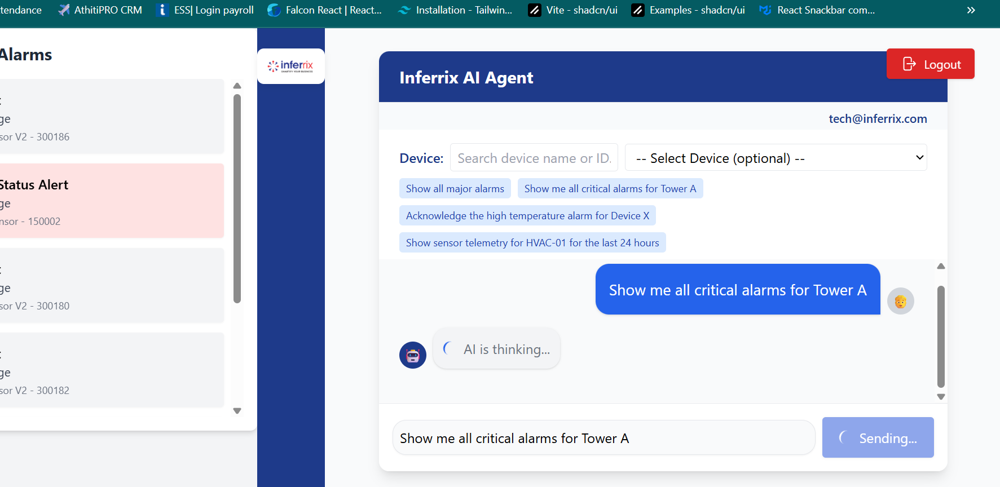 tendance AthitiPRO CRM ESS| Login payroll Falcon React | React... Installation - Tailwin... Vite - shadcn/ui Examples - shadcn/ui React Snackbar com... »
Alarms
ge
sor V2 - 300186
Status Alert
ge
nsor - 150002
ge
sor V2 - 300180
ge
sor V2 - 300182
inferrix
SMARTIFY YOUR BUSINESS
Inferrix AI Agent
Logout
tech@inferrix.com
Device: Search device name or ID. -- Select Device (optional) --
Show all major alarms Show me all critical alarms for Tower A
Acknowledge the high temperature alarm for Device X
Show sensor telemetry for HVAC-01 for the last 24 hours
Show me all critical alarms for Tower A
AI is thinking...
Show me all critical alarms for Tower A Sending...